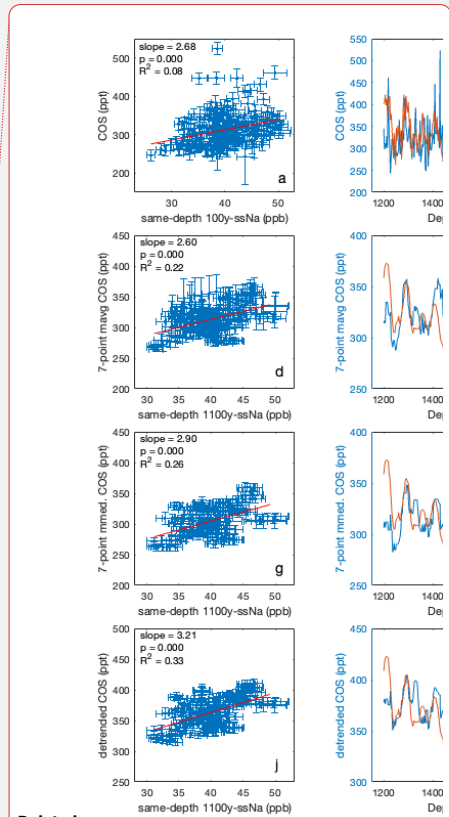 slope = 2.68
p = 0.000
R² = 0.08
550
500
450
400
350
300
250
200
COS (ppt)
a
30
40
50
same-depth 100y-ssNa (ppb)
550
500
450
400
350
300
250
200
COS (ppt)
1200
1400
slope = 2.60
p = 0.000
R² = 0.22
450
400
350
300
250
200
7-point mavg COS (ppt)
d
30
35
40
45
50
same-depth 1100y-ssNa (ppb)
400
350
300
250
7-point mavg COS (ppt)
1200
1400
slope = 2.90
p = 0.000
R² = 0.26
450
400
350
300
250
200
7-point mmed. COS (ppt)
g
30
35
40
45
50
same-depth 1100y-ssNa (ppb)
400
350
300
250
7-point mmed. COS (ppt)
1200
1400
slope = 3.21
p = 0.000
R² = 0.33
500
450
400
350
300
250
detrended COS (ppt)
j
30
35
40
45
50
same-depth 1100y-ssNa (ppb)
450
400
350
300
detrended COS (ppt)
1200
1400